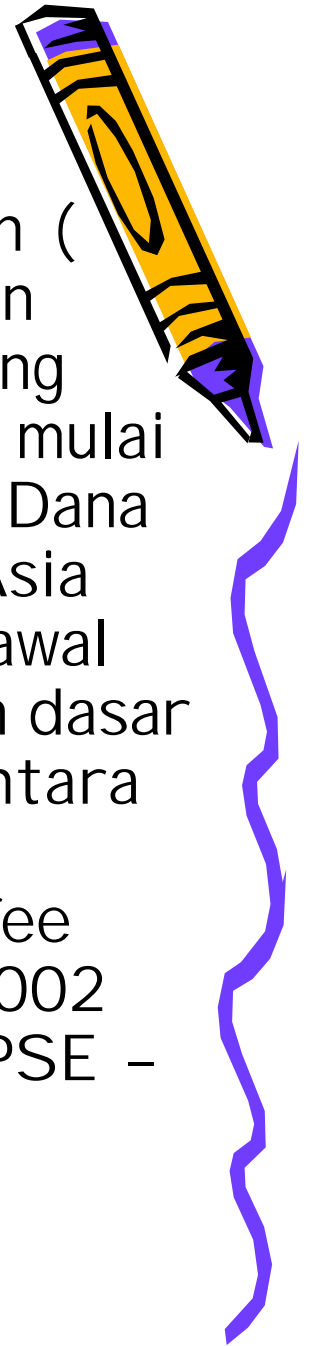 n (
n
ng
mulai
Dana
Asia
awal
n dasar
ntara
fee
002
PSE –